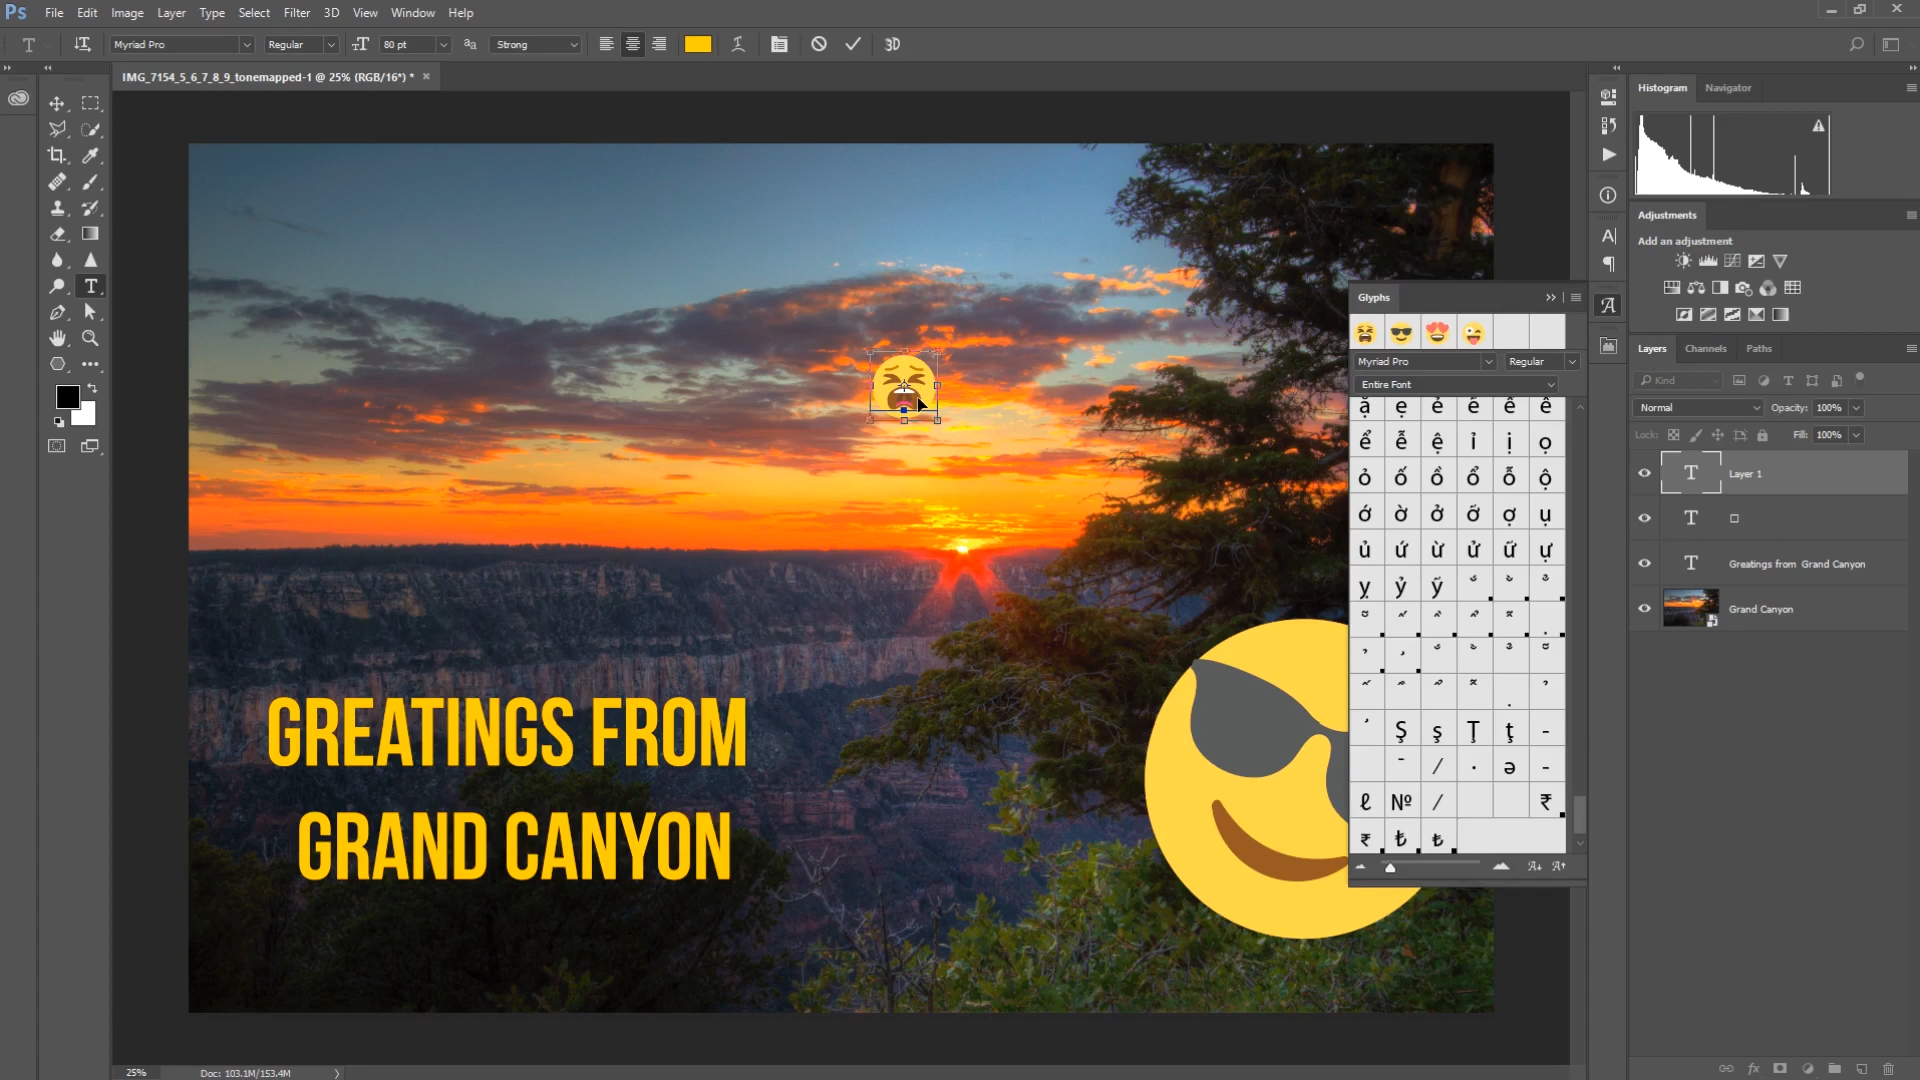 Ps File Edit Image Layer Type Select Filter 3D View Window Help
T Myriad Pro Regular 80 pt Strong 3D
IMG_7154_5_6_7_8_9_tonemapped-1 @ 25% (RGB/16*) * ×
Histogram Navigator
Adjustments
Add an adjustment
Glyphs
Myriad Pro Regular
Entire Font
ể ễ ệ ỉ ị ọ
ỏ ố ồ ổ ỗ ộ
ớ ờ ở ỡ ợ ụ
ủ ứ ừ ử ữ ự
ỵ ỷ ỹ
Ş ş Ţ ţ -
¯ ∕ · ə -
ℓ № ⁄ ₹
₹ ₺ ₺
Layers Channels Paths
Kind
Normal Opacity: 100%
Lock: Fill: 100%
T Layer 1
T □
T Greatings from Grand Canyon
Grand Canyon
GREATINGS FROM
GRAND CANYON
25% Doc: 103.1M/153.4M